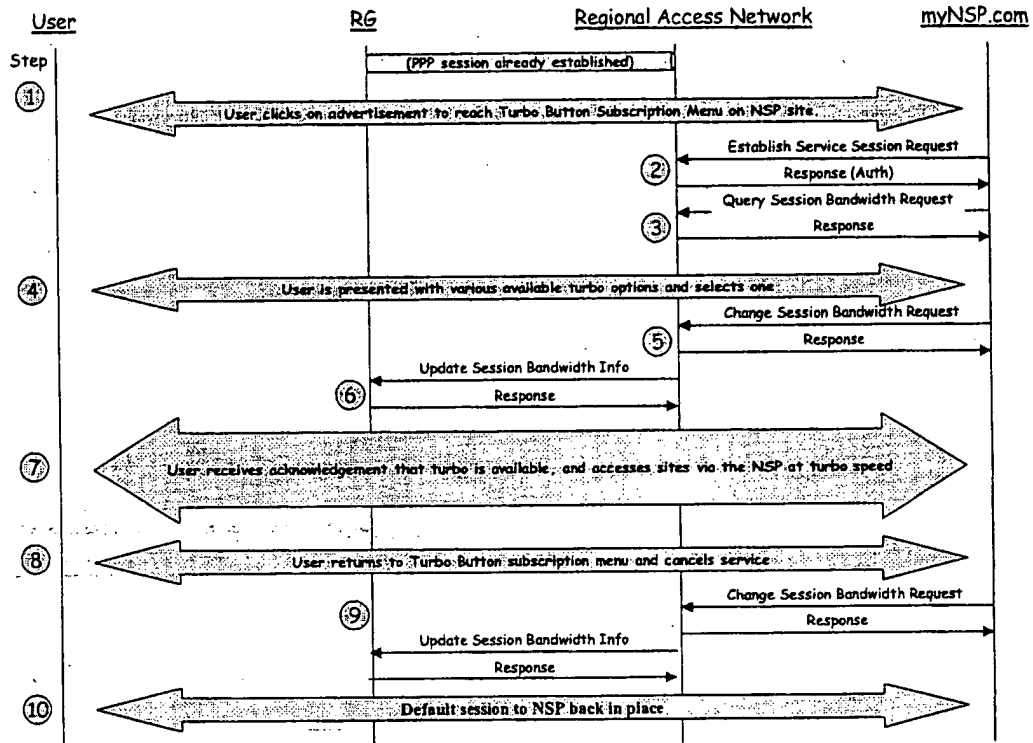 User RG Regional Access Network myNSP.com
Step
(PPP session already established)
1
User clicks on advertisement to reach Turbo Button Subscription Menu on NSP site.
Establish Service Session Request
2
Response (Auth)
Query Session Bandwidth Request
3
Response
4
User is presented with various available turbo options and selects one
Change Session Bandwidth Request
5
Response
Update Session Bandwidth Info
6
Response
7
User receives acknowledgement that turbo is available, and accesses sites via the NSP at turbo speed
8
User returns to Turbo Button subscription menu and cancels service
Change Session Bandwidth Request
9
Response
Update Session Bandwidth Info
Response
10
Default session to NSP back in place